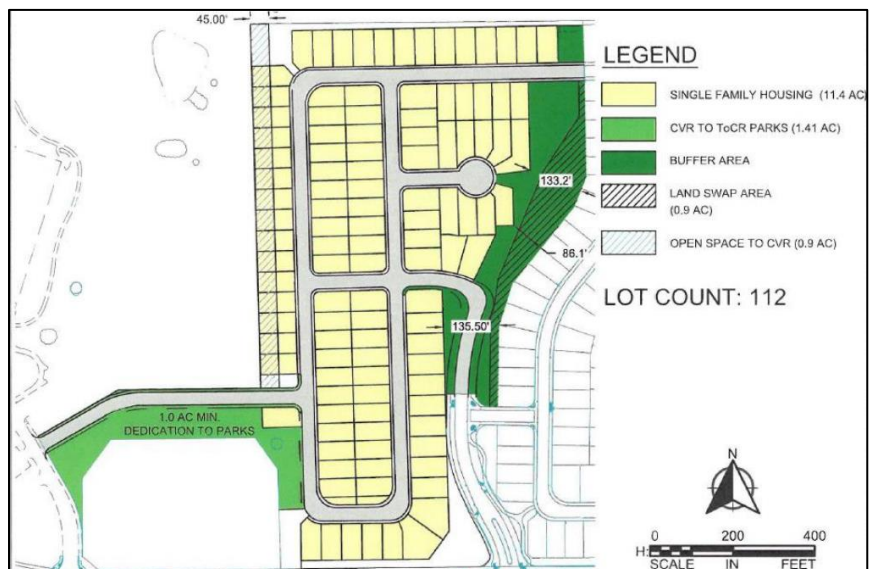 45.00'
LEGEND
SINGLE FAMILY HOUSING (11.4 AC)
CVR TO ToCR PARKS (1.41 AC)
BUFFER AREA
LAND SWAP AREA
(0.9 AC)
OPEN SPACE TO CVR (0.9 AC)
LOT COUNT: 112
133.2'
86.1'
135.50'
1.0 AC MIN.
DEDICATION TO PARKS
N
0 200 400
H:
SCALE IN FEET